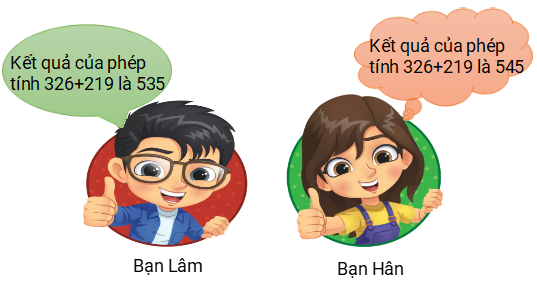 Kết quả của phép
tính 326+219 là 535
Kết quả của phép
tính 326+219 là 545
Bạn Lâm
Bạn Hân